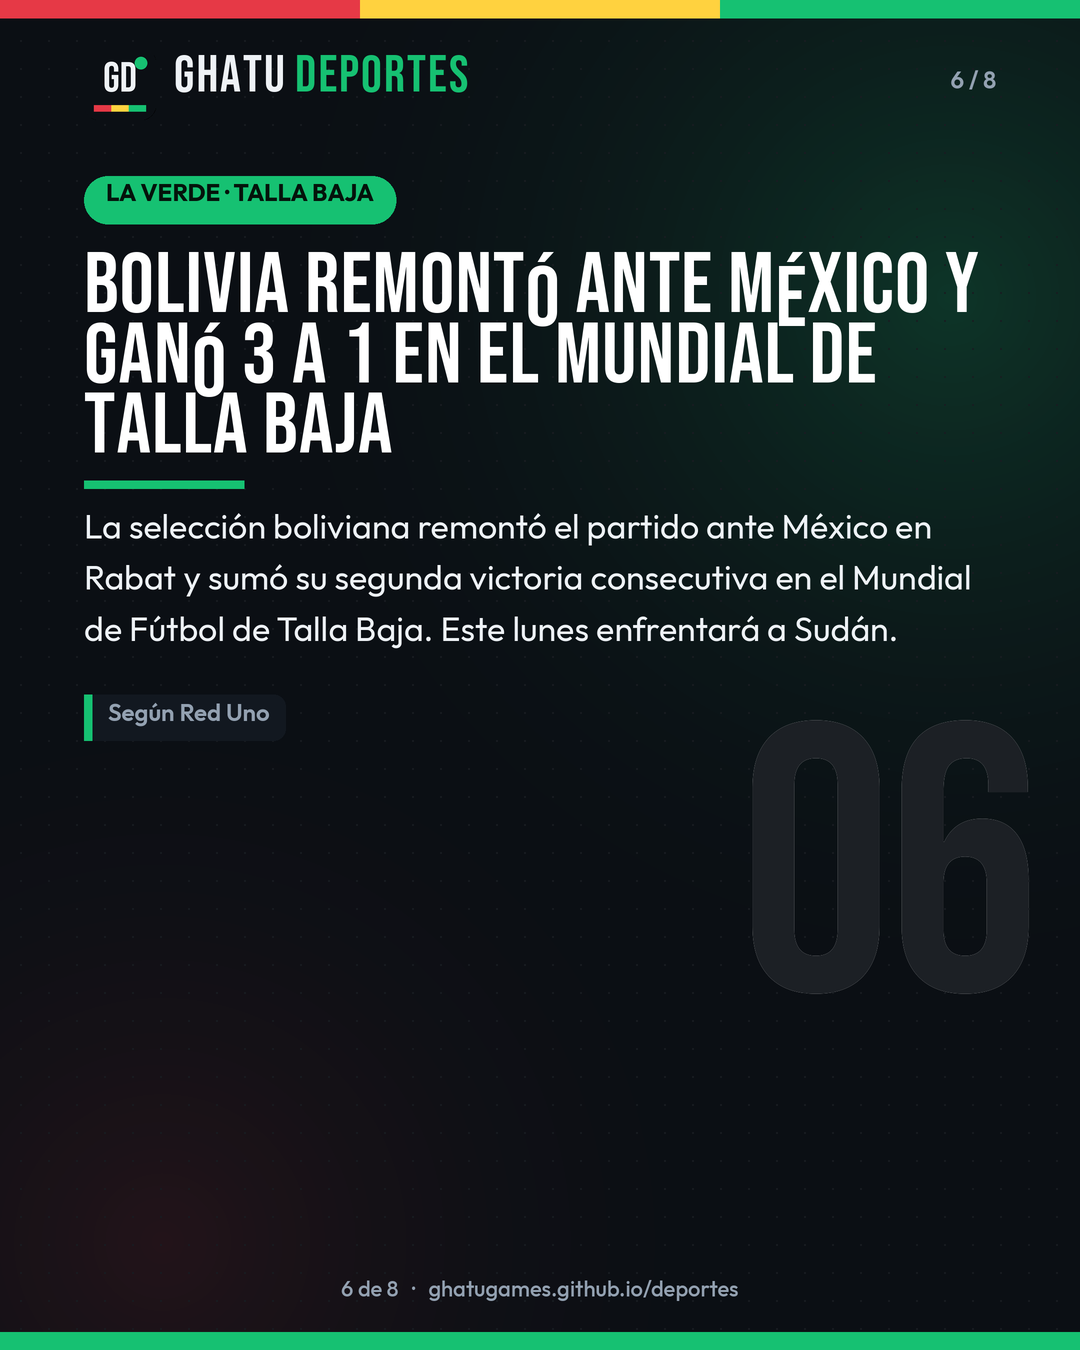 GD
GHATU DEPORTES
6 / 8
LA VERDE · TALLA BAJA
BOLIVIA REMONTÓ ANTE MÉXICO Y
GANÓ 3 A 1 EN EL MUNDIAL DE
TALLA BAJA
La selección boliviana remontó el partido ante México en
Rabat y sumó su segunda victoria consecutiva en el Mundial
de Fútbol de Talla Baja. Este lunes enfrentará a Sudán.
Según Red Uno
06
6 de 8 · ghatugames.github.io/deportes